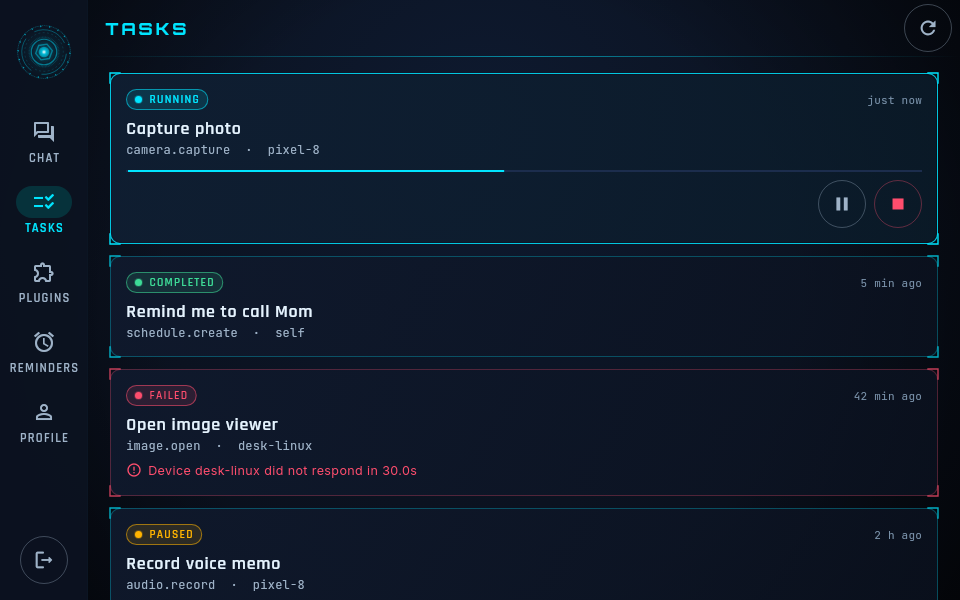 TASKS
CHAT
TASKS
PLUGINS
REMINDERS
PROFILE
RUNNING
just now
Capture photo
camera.capture · pixel-8
COMPLETED
5 min ago
Remind me to call Mom
schedule.create · self
FAILED
42 min ago
Open image viewer
image.open · desk-linux
Device desk-linux did not respond in 30.0s
PAUSED
2 h ago
Record voice memo
audio.record · pixel-8